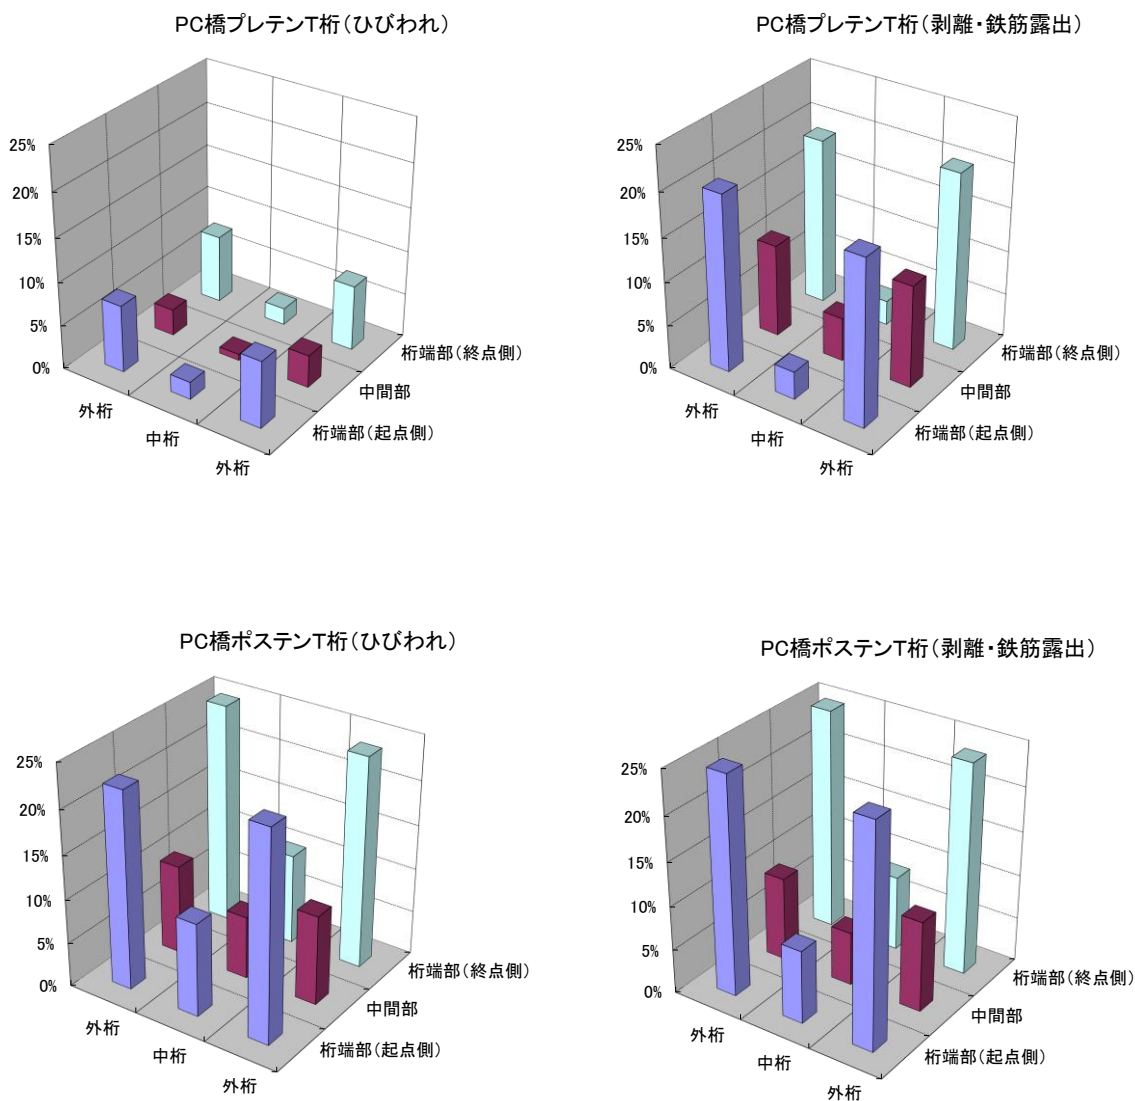 PC橋プレテンT桁（ひびわれ）
25%
20%
15%
10%
5%
0%
外桁
中桁
外桁
桁端部（起点側）
中間部
桁端部（終点側）
PC橋プレテンT桁（剥離・鉄筋露出）
25%
20%
15%
10%
5%
0%
外桁
中桁
外桁
桁端部（起点側）
中間部
桁端部（終点側）
PC橋ポステンT桁（ひびわれ）
25%
20%
15%
10%
5%
0%
外桁
中桁
外桁
桁端部（起点側）
中間部
桁端部（終点側）
PC橋ポステンT桁（剥離・鉄筋露出）
25%
20%
15%
10%
5%
0%
外桁
中桁
外桁
桁端部（起点側）
中間部
桁端部（終点側）